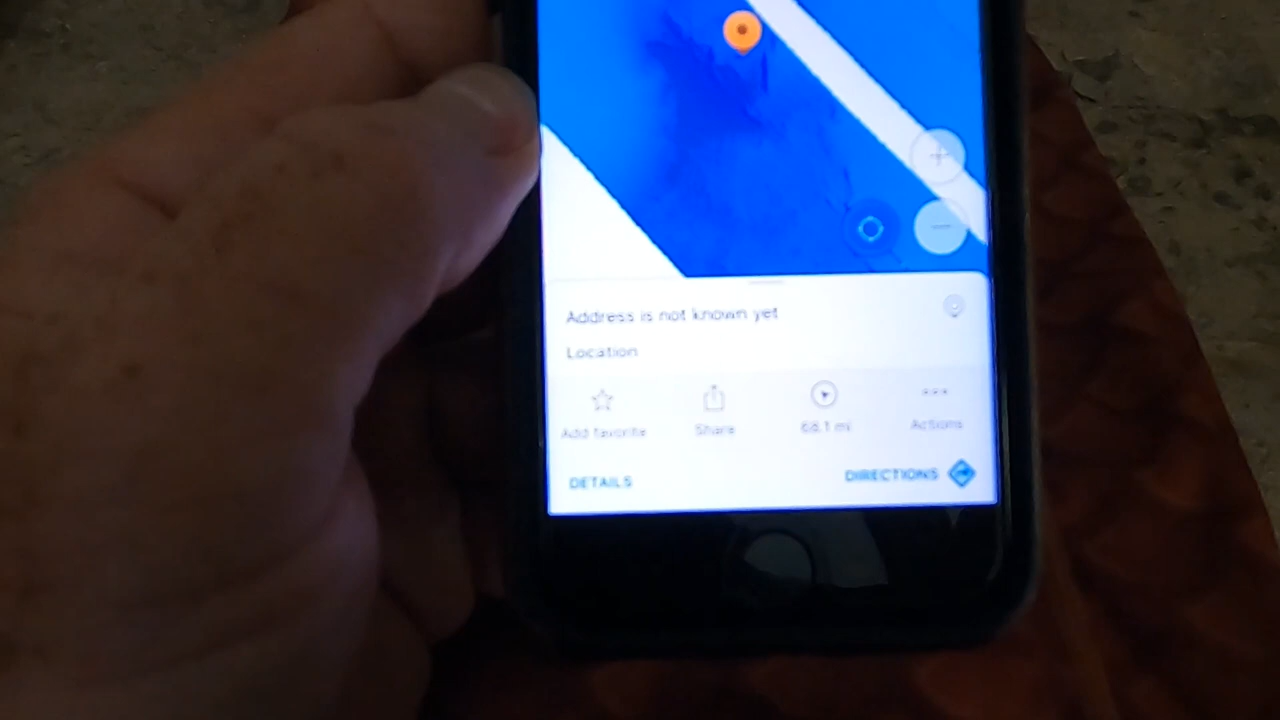 Address is not known yet
Location
Add favorite
Share
68.1 mi
Actions
DETAILS
DIRECTIONS